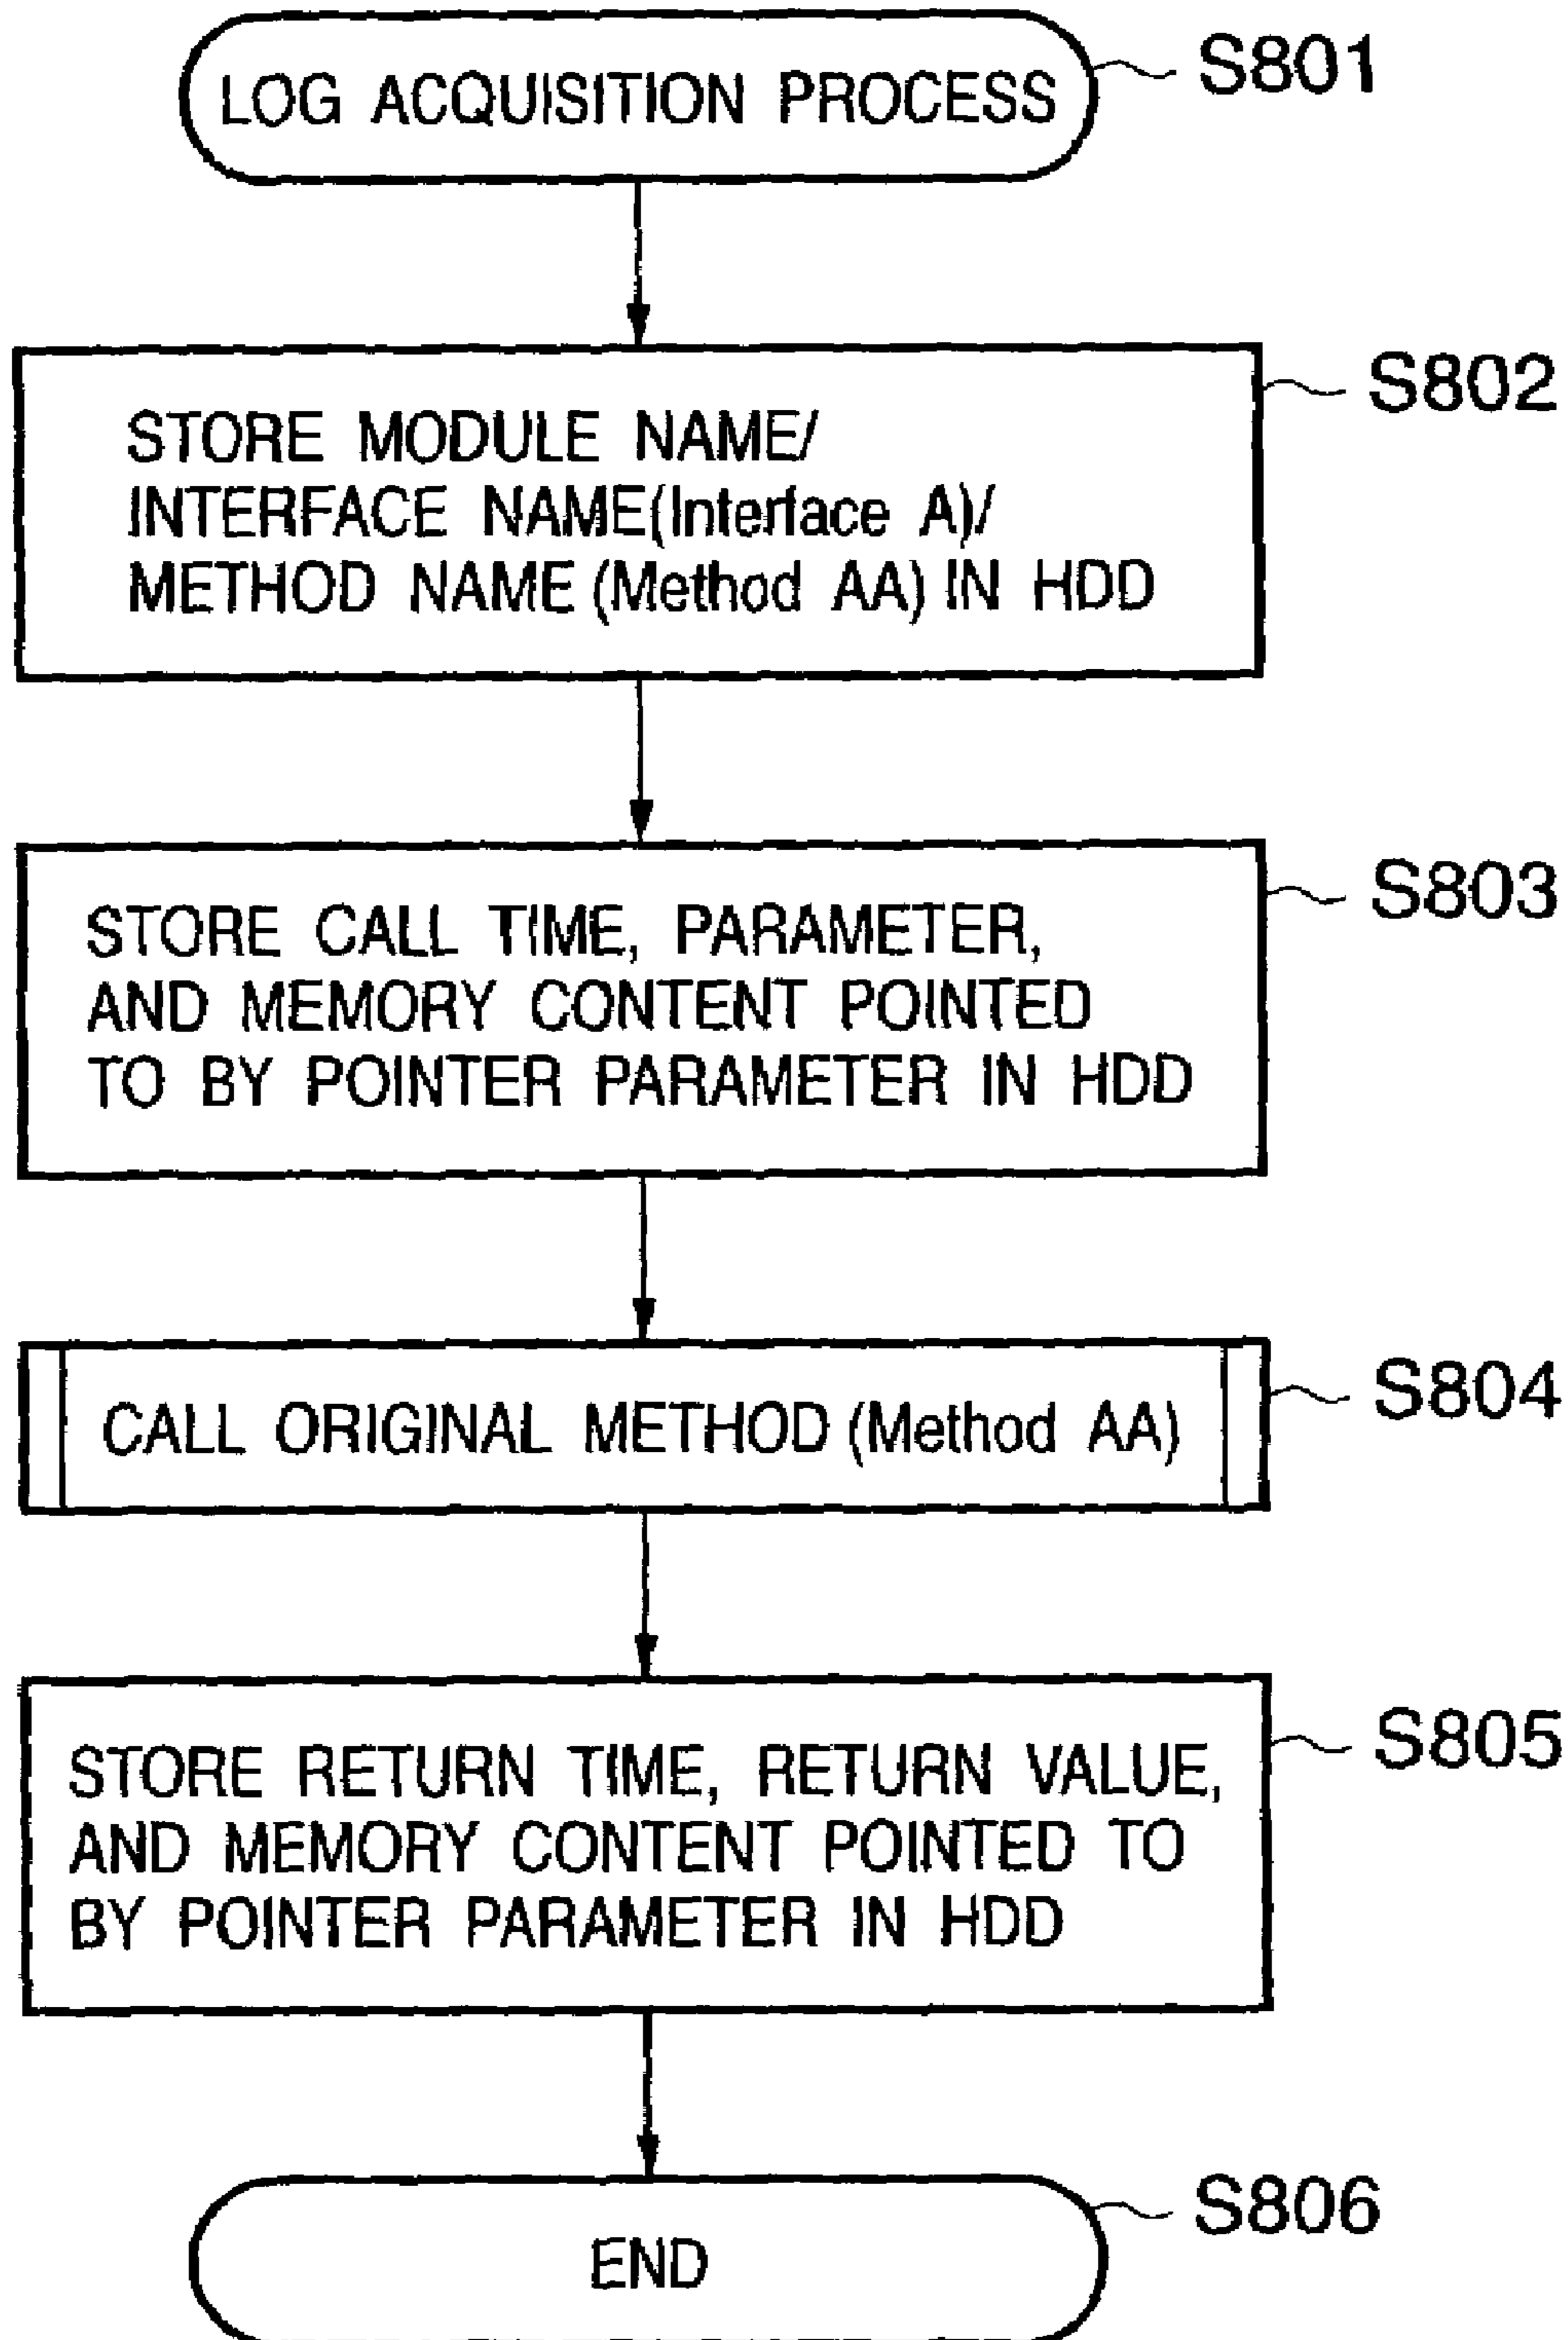 LOG ACQUISITION PROCESS
S801
STORE MODULE NAME/
INTERFACE NAME(Interface A)/
METHOD NAME (Method AA) IN HDD
S802
STORE CALL TIME, PARAMETER,
AND MEMORY CONTENT POINTED
TO BY POINTER PARAMETER IN HDD
S803
CALL ORIGINAL METHOD (Method AA)
S804
STORE RETURN TIME, RETURN VALUE,
AND MEMORY CONTENT POINTED TO
BY POINTER PARAMETER IN HDD
S805
END
S806